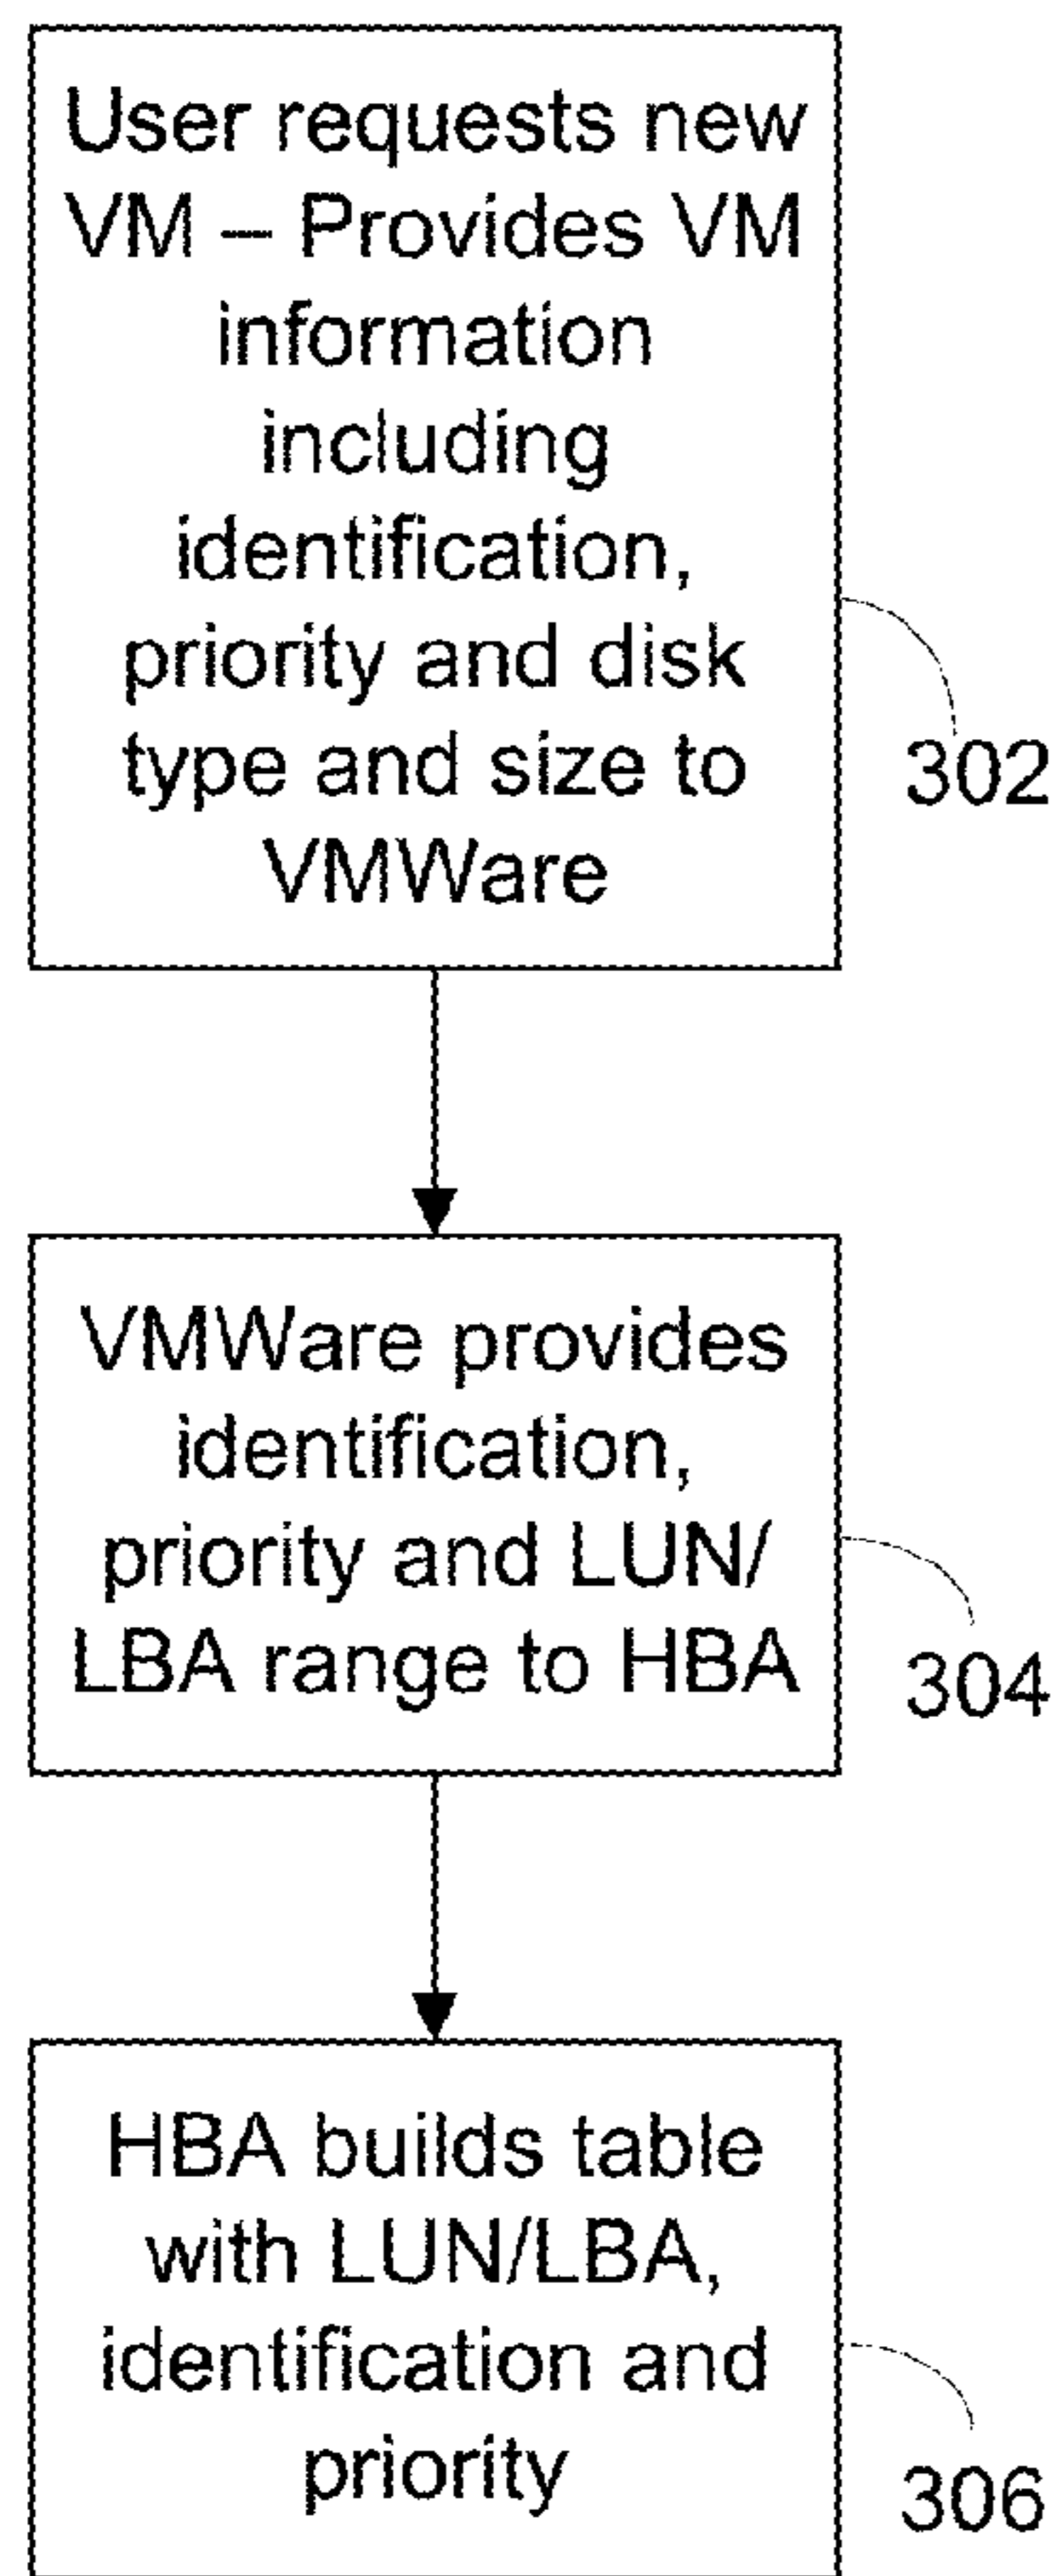 User requests new
VM – Provides VM
information
including
identification,
priority and disk
type and size to
VMWare
302
VMWare provides
identification,
priority and LUN/
LBA range to HBA
304
HBA builds table
with LUN/LBA,
identification and
priority
306